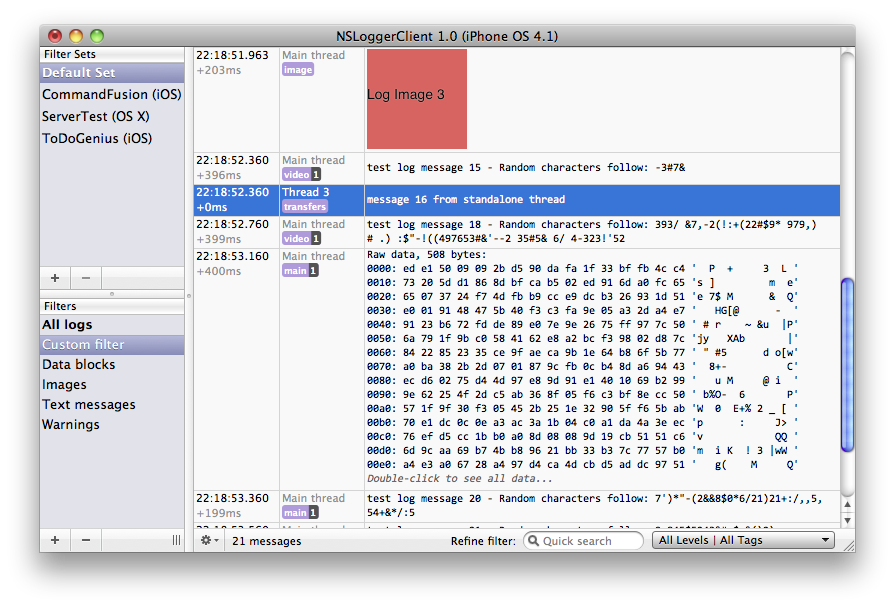 NSLoggerClient 1.0 (iPhone OS 4.1)
Filter Sets
Default Set
CommandFusion (iOS)
ServerTest (OS X)
ToDoGenius (iOS)
Filters
All logs
Custom filter
Data blocks
Images
Text messages
Warnings
22:18:51.963 Main thread
+203ms image
Log Image 3
22:18:52.360 Main thread
+396ms video 1
test log message 15 - Random characters follow: -3#7&
22:18:52.360 Thread 3
+0ms transfers
message 16 from standalone thread
22:18:52.760 Main thread
+399ms video 1
test log message 18 - Random characters follow: 393/ &7,-2(!:+(22#$9* 979,)
# .) :$"-!((497653#&'--2 35#5& 6/ 4-323!'52
22:18:53.160 Main thread
+400ms main 1
Raw data, 508 bytes:
0000: ed e1 50 09 09 2b d5 90 da fa 1f 33 bf fb 4c c4 '  P  +     3  L '
0010: 73 20 5d d1 86 8d bf ca b5 02 ed 91 6d a0 fc 65 's ]         m  e'
0020: 65 07 37 24 f7 4d fb b9 cc e9 dc b3 26 93 1d 51 'e 7$ M      &  Q'
0030: e0 01 91 48 47 5b 40 f3 c3 fa 9e 05 a3 2d a4 e7 '   HG[@      -  '
0040: 91 23 b6 72 fd de 89 e0 7e 9e 26 75 ff 97 7c 50 ' # r    ~ &u  |P'
0050: 6a 79 1f 9b c0 58 41 62 e8 a2 bc f3 98 02 d8 7c 'jy   XAb       |'
0060: 84 22 85 23 35 ce 9f ae ca 9b 1e 64 b8 6f 5b 77 ' " #5      d o[w'
0070: a0 ba 38 2b 2d 07 01 87 9c fb 0c b4 8d a6 94 43 '  8+-          C'
0080: ec d6 02 75 d4 4d 97 e8 9d 91 e1 40 10 69 b2 99 '   u M     @ i  '
0090: 9e 62 25 4f 2d c5 ab 36 8f 05 f6 c3 bf 8e cc 50 ' b%O-  6       P'
00a0: 57 1f 9f 30 f3 05 45 2b 25 1e 32 90 5f f6 5b ab 'W  0  E+% 2 _ [ '
00b0: 70 e1 dc 0c 0e a3 ac 3a 1b 04 c0 a1 da 4a 3e ec 'p      :     J> '
00c0: 76 ef d5 cc 1b b0 a0 8d 08 08 9d 19 cb 51 51 c6 'v            QQ '
00d0: 6d 9c aa 69 b7 4b b8 96 21 bb 33 b3 7c 77 57 b0 'm  i K  ! 3 |wW '
00e0: a4 e3 a0 67 28 a4 97 d4 ca 4d cb d5 ad dc 97 51 '   g(    M     Q'
Double-click to see all data...
22:18:53.360 Main thread
+199ms main 1
test log message 20 - Random characters follow: 7')*"-(2&&8$0*6/21)21+:/,,5,
54+&*/:5
21 messages
Refine filter:
Quick search
All Levels | All Tags